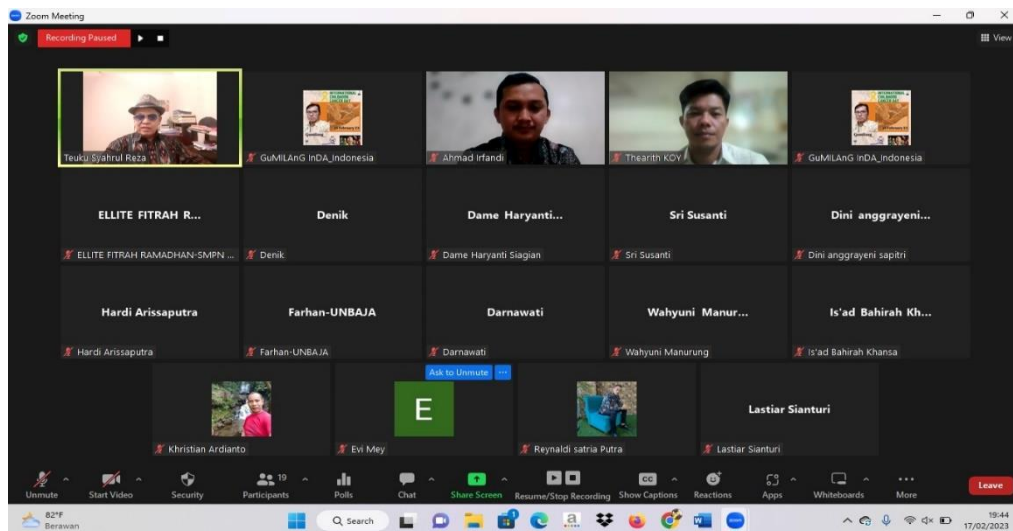 Zoom Meeting
Recording Paused
View
Teuku Syahrul Reza
GuMILAnG InDA_Indonesia
Ahmad Irfandi
Thearith KOY
GuMILAnG InDA_Indonesia
ELLITE FITRAH R...
Denik
Dame Haryanti...
Sri Susanti
Dini anggrayeni...
ELLITE FITRAH RAMADHAN-SMPN ...
Denik
Dame Haryanti Siagian
Sri Susanti
Dini anggrayeni sapitri
Hardi Arissaputra
Farhan-UNBAJA
Darnawati
Wahyuni Manur...
Is'ad Bahirah Kh...
Hardi Arissaputra
Farhan-UNBAJA
Darnawati
Wahyuni Manurung
Is'ad Bahirah Khansa
Ask to Unmute ...
E
Lastiar Sianturi
Khristian Ardianto
Evi Mey
Reynaldi satria Putra
Lastiar Sianturi
Unmute
Start Video
Security
19
Participants
Polls
Chat
Share Screen
Resume/Stop Recording
CC
Show Captions
Reactions
Apps
Whiteboards
More
Leave
82°F
Berawan
Search
19:44
17/02/2023